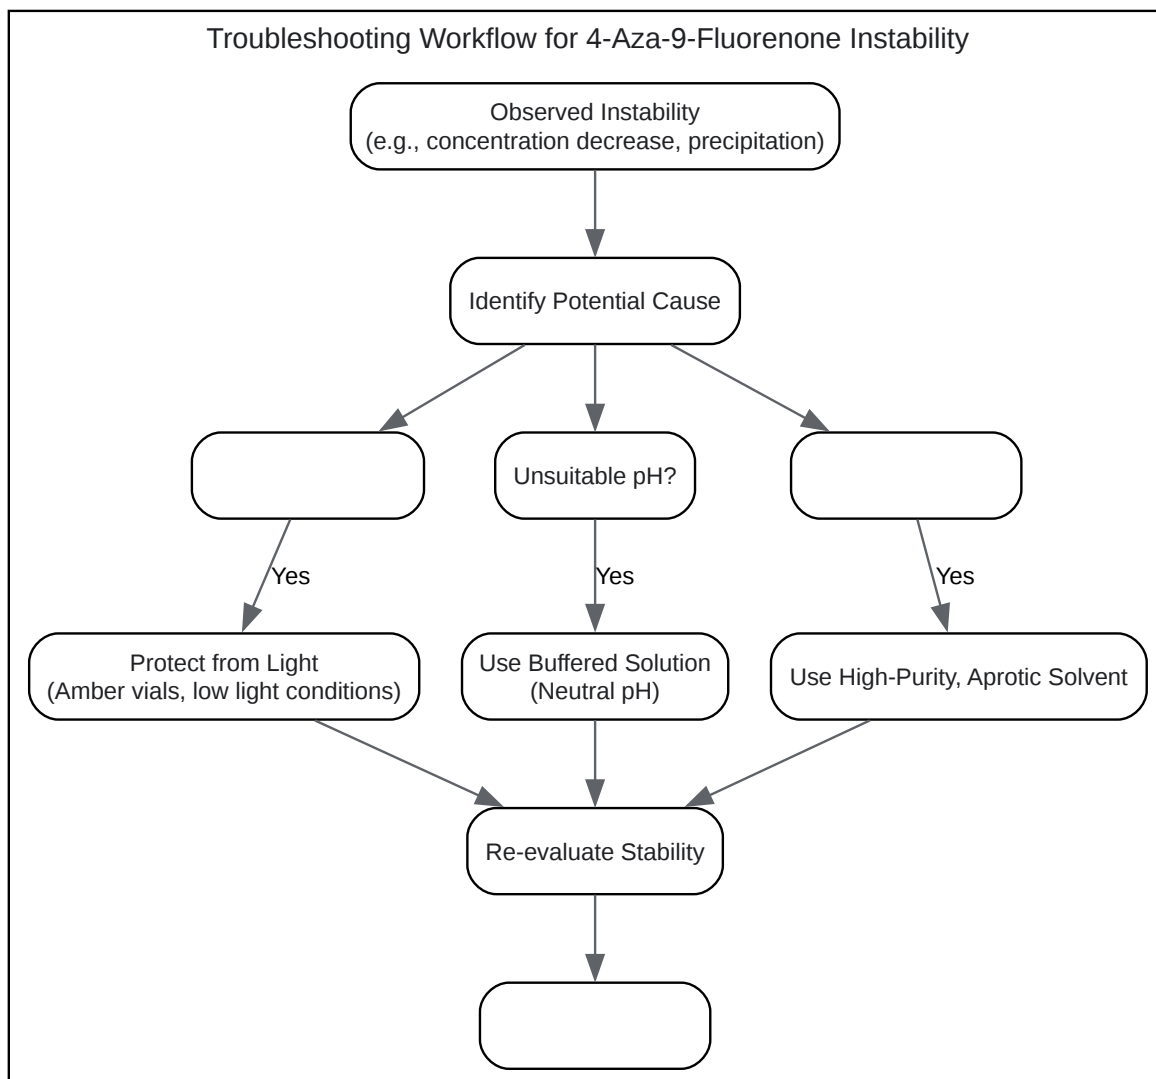 Troubleshooting Workflow for 4-Aza-9-Fluorenone Instability
Observed Instability
(e.g., concentration decrease, precipitation)
Identify Potential Cause
Unsuitable pH?
Yes
Yes
Yes
Protect from Light
(Amber vials, low light conditions)
Use Buffered Solution
(Neutral pH)
Use High-Purity, Aprotic Solvent
Re-evaluate Stability